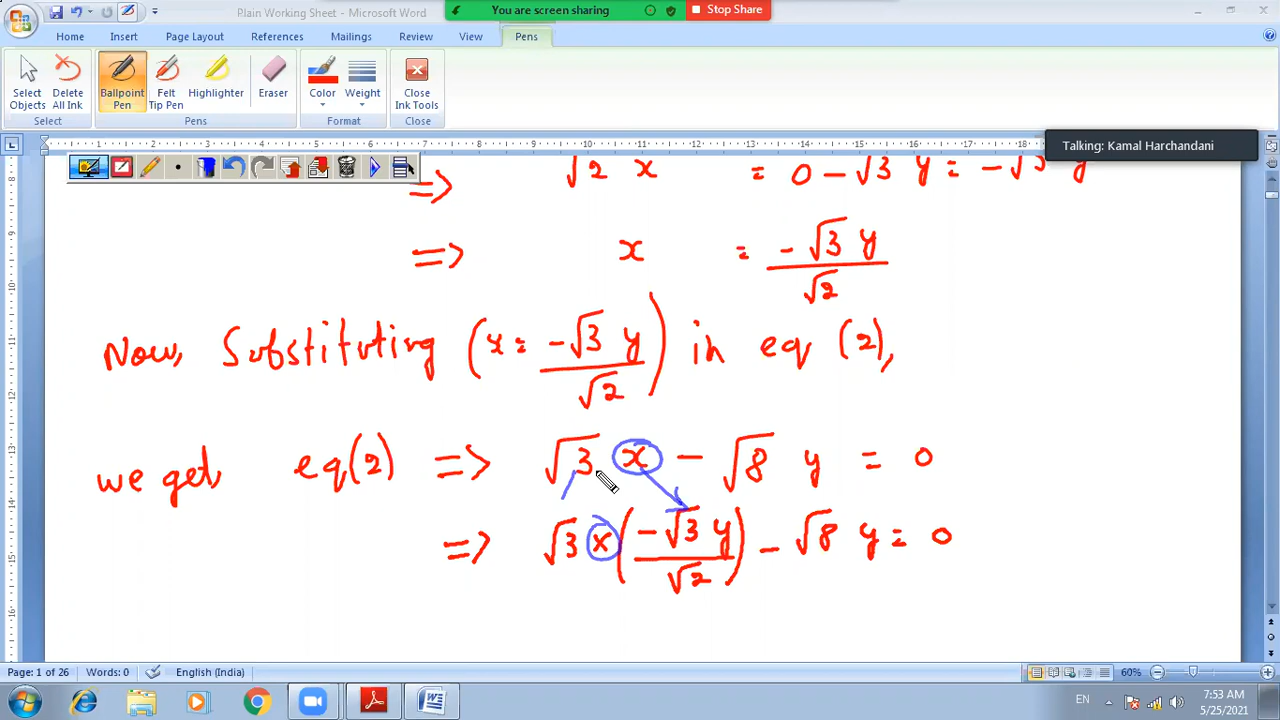 Plain Working Sheet - Microsoft Word
You are screen sharing
Stop Share
Home Insert Page Layout References Mailings Review View Pens
Select Objects
Delete All Ink
Ballpoint Pen
Felt Tip Pen
Highlighter
Eraser
Color
Weight
Close Ink Tools
Select Pens Format Close
Talking: Kamal Harchandani
=> √2 x = 0 - √3 y = -√3 y
=> x = -√3 y / √2
Now, Substituting (x = -√3 y / √2) in eq (2),
we get, eq(2) => √3 x - √8 y = 0
=> √3 x (-√3 y / √2) - √8 y = 0
Page: 1 of 26 Words: 0 English (India) 60%
EN 7:53 AM
5/25/2021